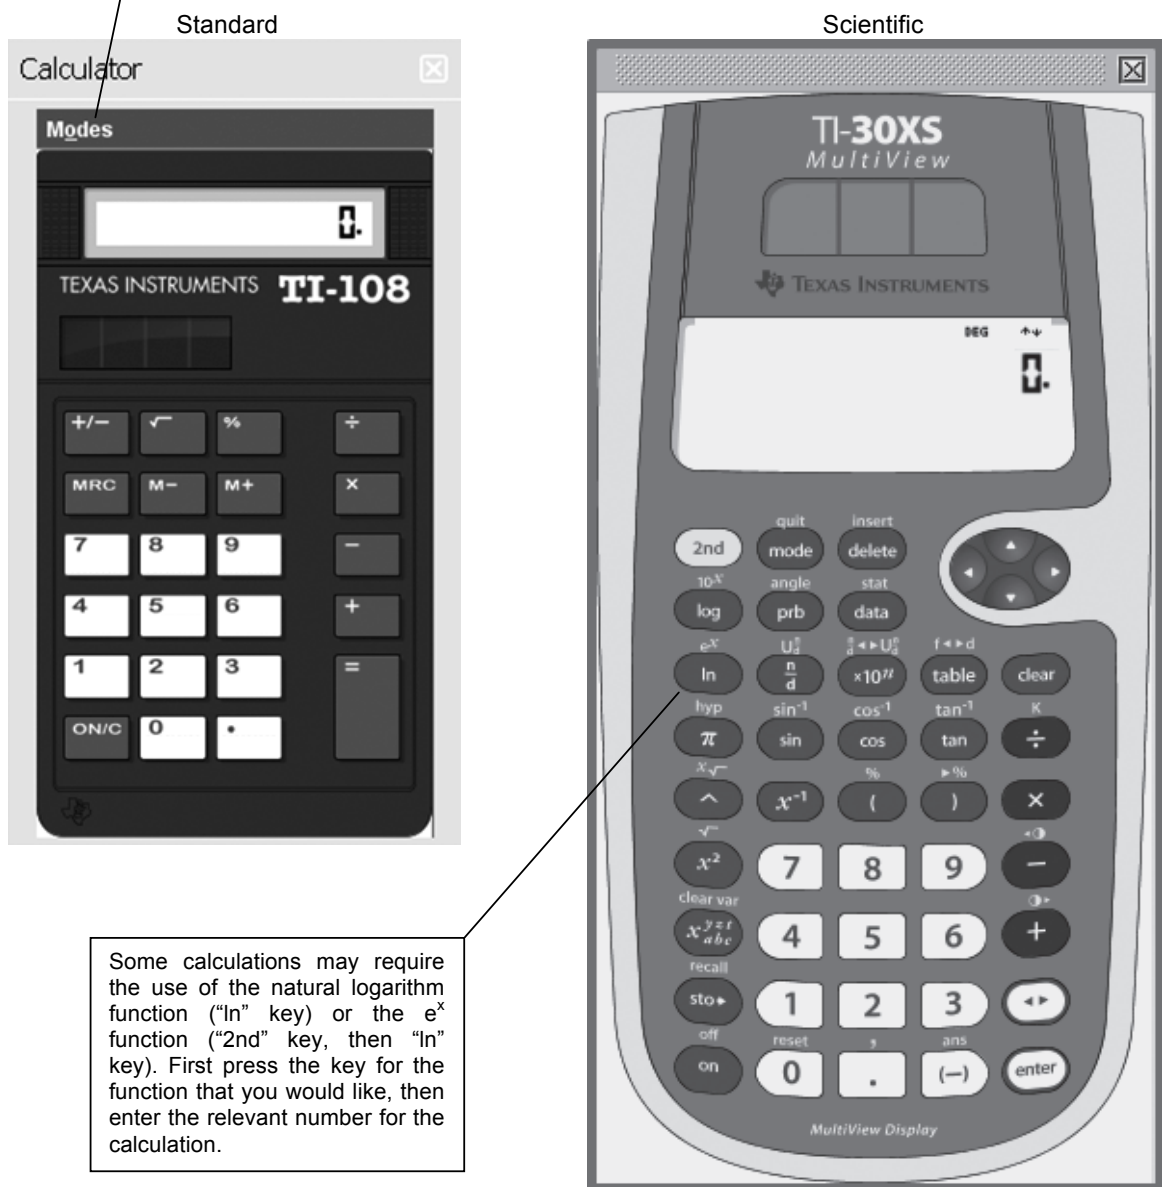 Standard
Calculator
Modes
0.
TEXAS INSTRUMENTS TI-108
+/− √ % ÷
MRC M− M+ ×
7 8 9 −
4 5 6 +
1 2 3 =
ON/C 0 .
Some calculations may require
the use of the natural logarithm
function (“ln” key) or the eˣ
function (“2nd” key, then “ln”
key). First press the key for the
function that you would like, then
enter the relevant number for the
calculation.
Scientific
TI-30XS
MultiView
TEXAS INSTRUMENTS
DEG ↑↓
0.
quit insert
2nd mode delete
10ˣ angle stat
log prb data
eˣ U n/d n/d ◄► U n/d f◄►d
ln n/d ×10ⁿ table clear
hyp sin⁻¹ cos⁻¹ tan⁻¹ K
π sin cos tan ÷
ˣ√ % ►%
^ x⁻¹ ( ) ×
√ ◄◑
x² 7 8 9 −
clear var ◑►
x yzt abc 4 5 6 +
recall
sto► 1 2 3 ◄►
off reset , ans
on 0 . (−) enter
MultiView Display